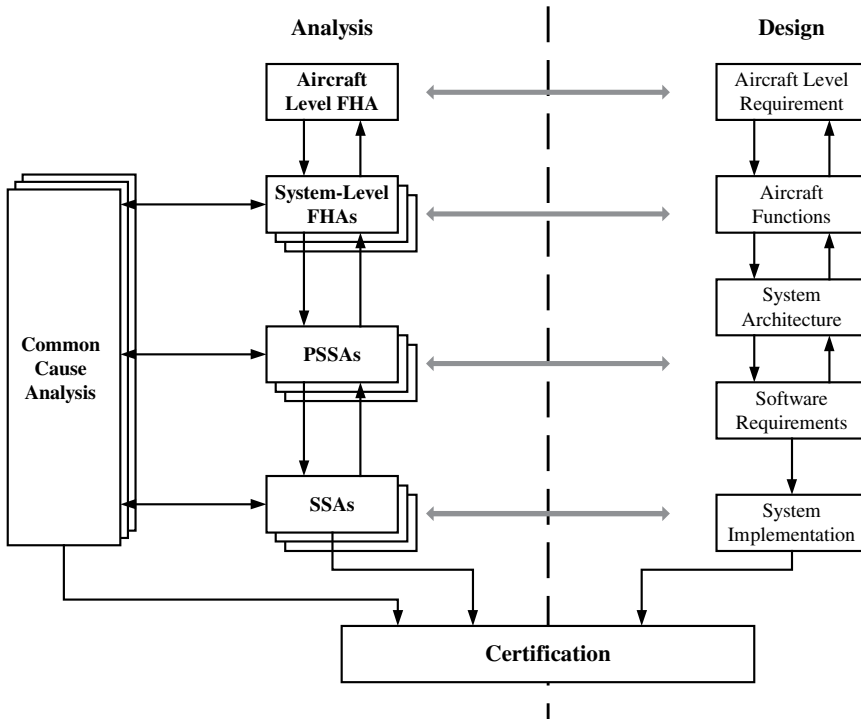 Analysis
Design
Aircraft
Level FHA
Aircraft Level
Requirement
System-Level
FHAs
Aircraft
Functions
System
Architecture
Common
Cause
Analysis
PSSAs
Software
Requirements
SSAs
System
Implementation
Certification